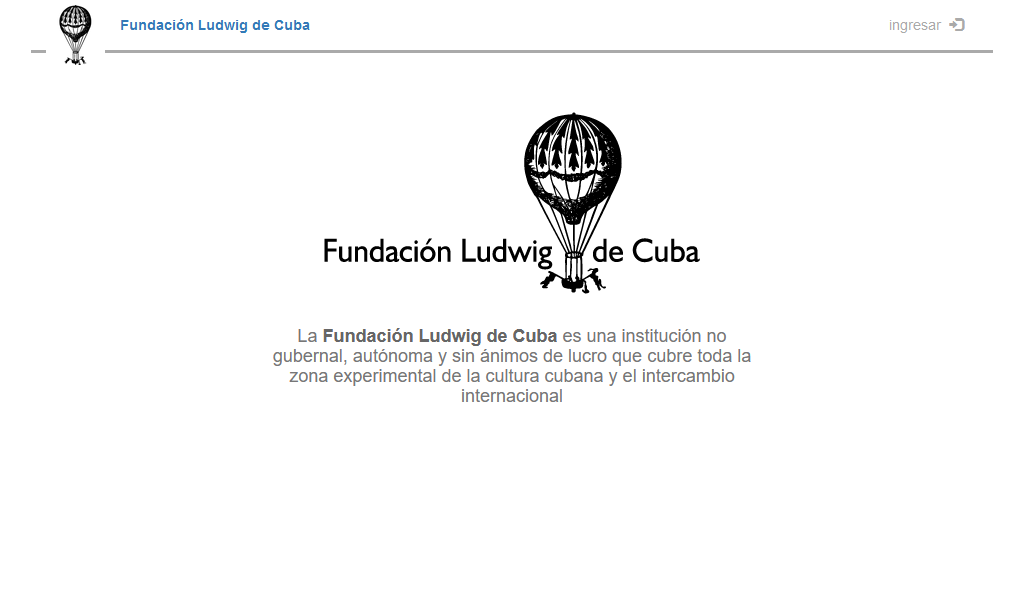 Fundación Ludwig de Cuba
ingresar
Fundación Ludwig de Cuba
La Fundación Ludwig de Cuba es una institución no
gubernal, autónoma y sin ánimos de lucro que cubre toda la
zona experimental de la cultura cubana y el intercambio
internacional